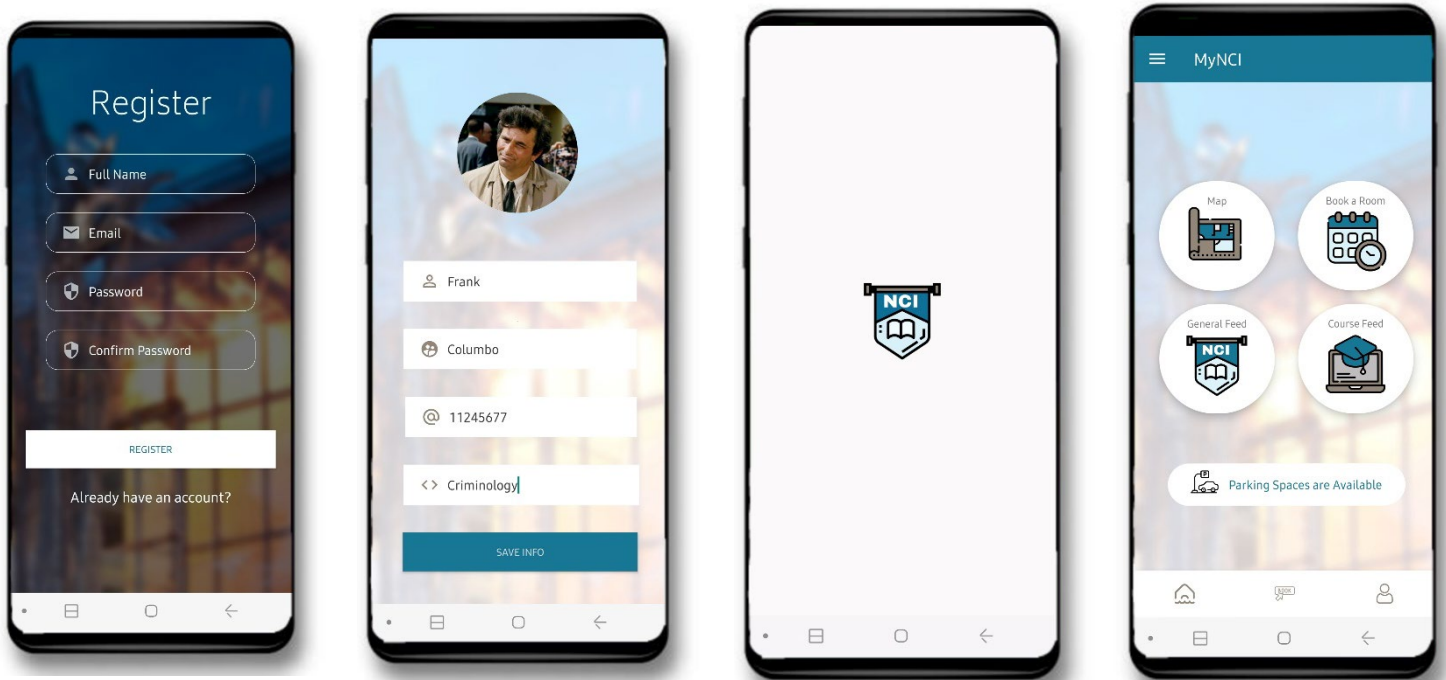 Register
Full Name
Email
Password
Confirm Password
REGISTER
Already have an account?
Frank
Columbo
11245677
Criminology
SAVE INFO
NCI
MyNCI
Map
Book a Room
General Feed
NCI
Course Feed
P
Parking Spaces are Available
BOOK